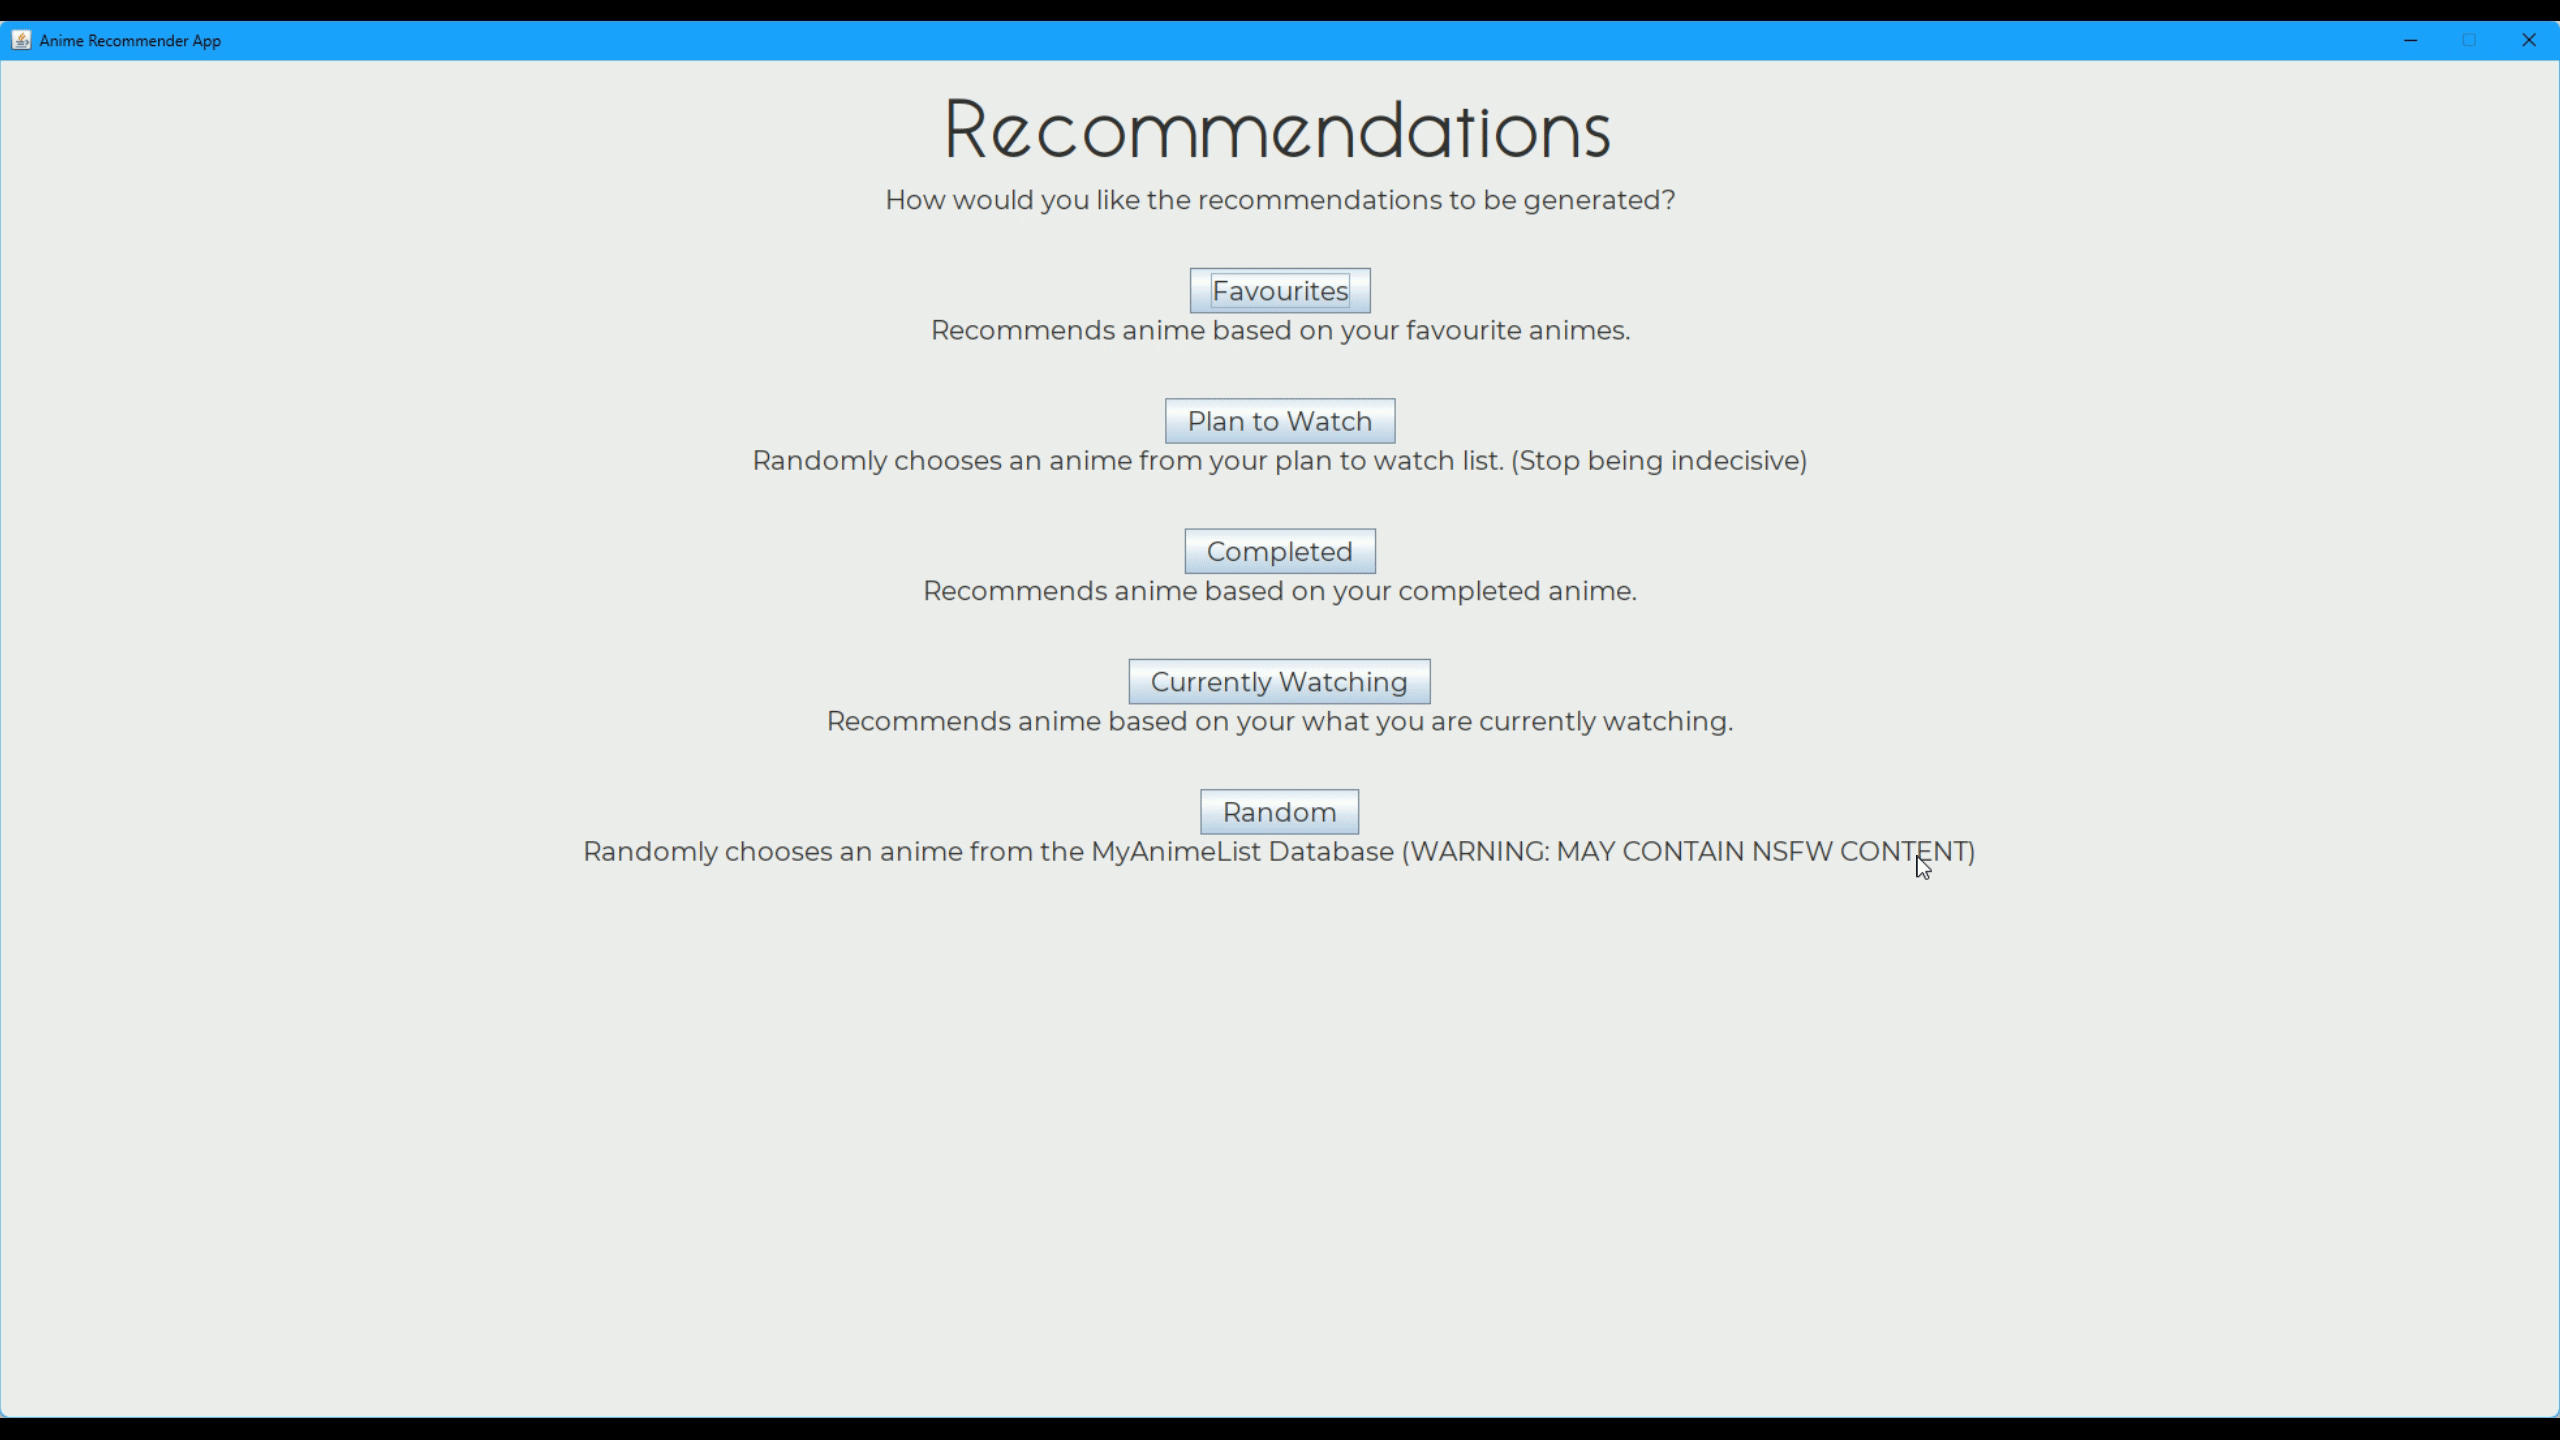 Anime Recommender App
Recommendations
How would you like the recommendations to be generated?
Favourites
Recommends anime based on your favourite animes.
Plan to Watch
Randomly chooses an anime from your plan to watch list. (Stop being indecisive)
Completed
Recommends anime based on your completed anime.
Currently Watching
Recommends anime based on your what you are currently watching.
Random
Randomly chooses an anime from the MyAnimeList Database (WARNING: MAY CONTAIN NSFW CONTENT)